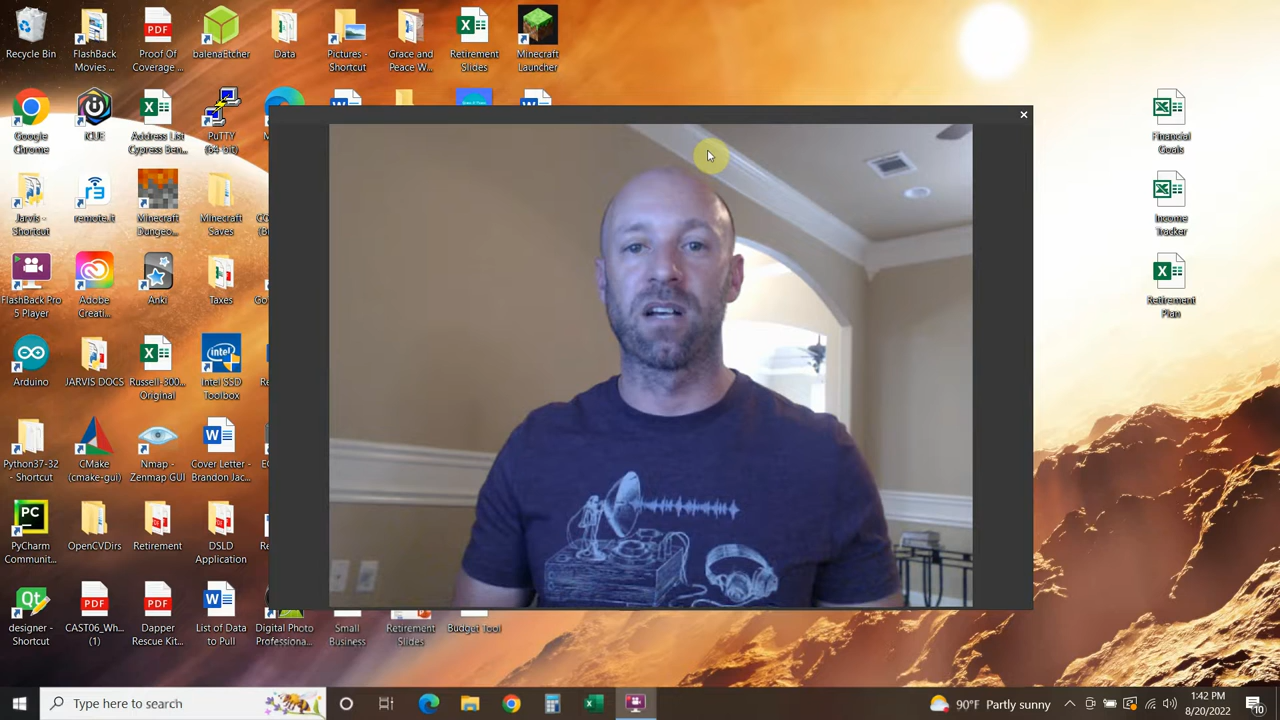 Recycle Bin
FlashBack
Movies ...
Proof Of
Coverage ...
balenaEtcher
Data
Pictures -
Shortcut
Grace and
Peace W...
Retirement
Slides
Minecraft
Launcher
Google
Chrome
iCUE
Address List
Cypress Ben...
PuTTY
(64-bit)
Financial
Goals
Jarvis -
Shortcut
remote.it
Minecraft
Dungeo...
Minecraft
Saves
Income
Tracker
FlashBack Pro
5 Player
Adobe
Creati...
Anki
Taxes
Retirement
Plan
Arduino
JARVIS DOCS
Russell-300...
Original
Intel SSD
Toolbox
Python37-32
- Shortcut
CMake
(cmake-gui)
Nmap -
Zenmap GUI
Cover Letter -
Brandon Jac...
PyCharm
Communit...
OpenCVDirs
Retirement
DSLD
Application
designer -
Shortcut
CAST06_Wh...
(1)
Dapper
Rescue Kit...
List of Data
to Pull
Digital Photo
Professiona...
Small
Business
Retirement
Slides
Budget Tool
Type here to search
90°F Partly sunny
1:42 PM
8/20/2022
10